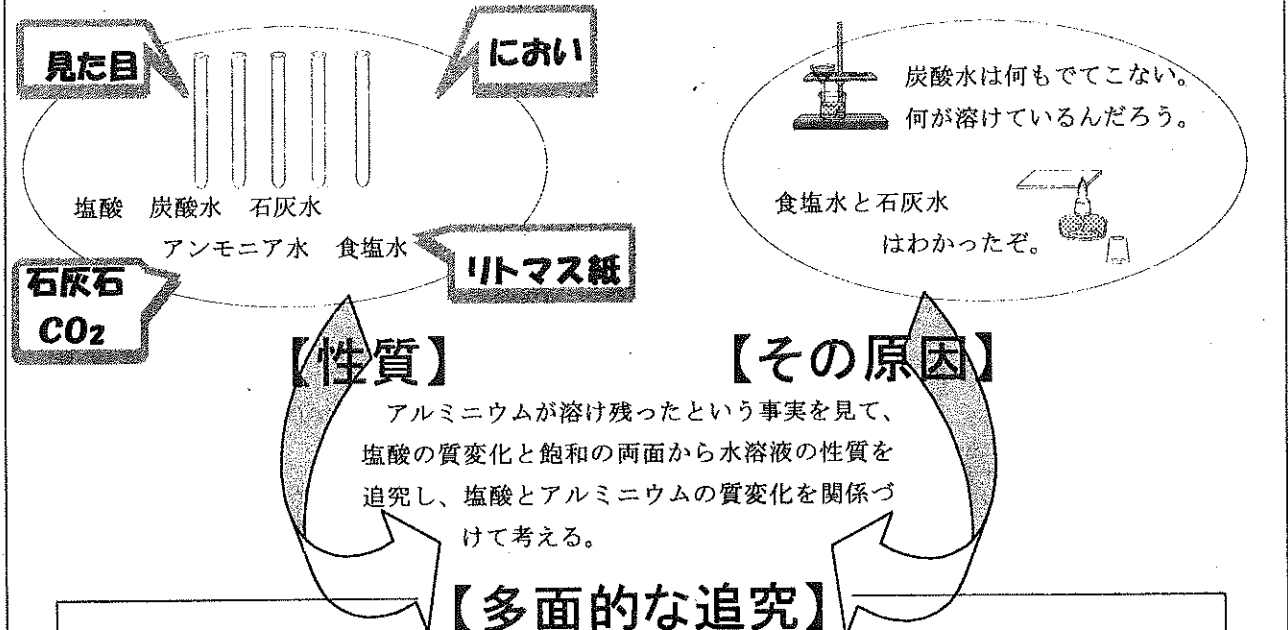 見た目
におい
塩酸　炭酸水　石灰水
アンモニア水　食塩水
リトマス紙
石灰石
CO₂
炭酸水は何もでてこない。
何が溶けているんだろう。
食塩水と石灰水
はわかったぞ。
【性質】
【その原因】
アルミニウムが溶け残ったという事実を見て、
塩酸の質変化と飽和の両面から水溶液の性質を
追究し、塩酸とアルミニウムの質変化を関係づ
けて考える。
【多面的な追究】